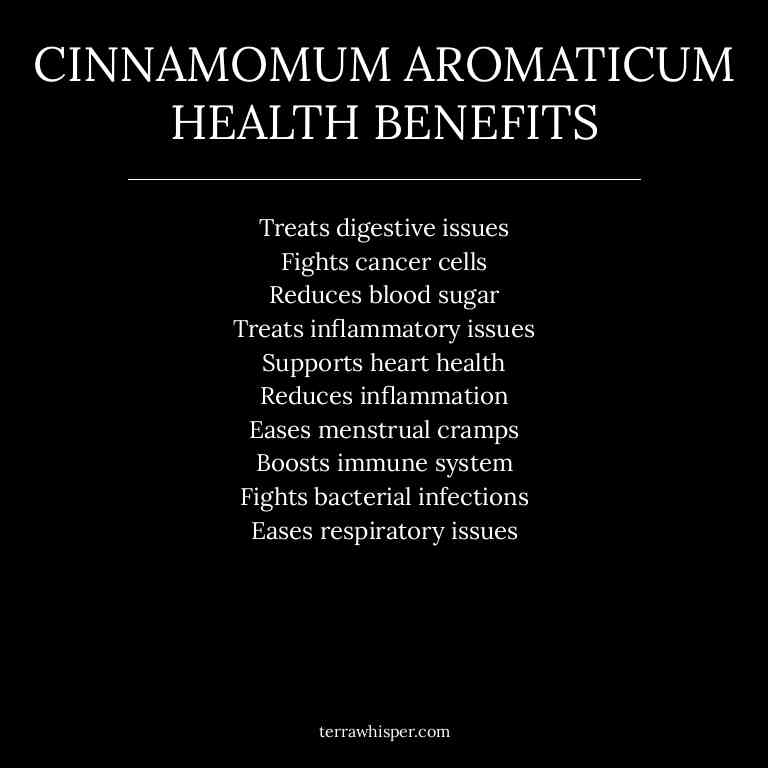 CINNAMOMUM AROMATICUM
HEALTH BENEFITS
Treats digestive issues
Fights cancer cells
Reduces blood sugar
Treats inflammatory issues
Supports heart health
Reduces inflammation
Eases menstrual cramps
Boosts immune system
Fights bacterial infections
Eases respiratory issues
terrawhisper.com